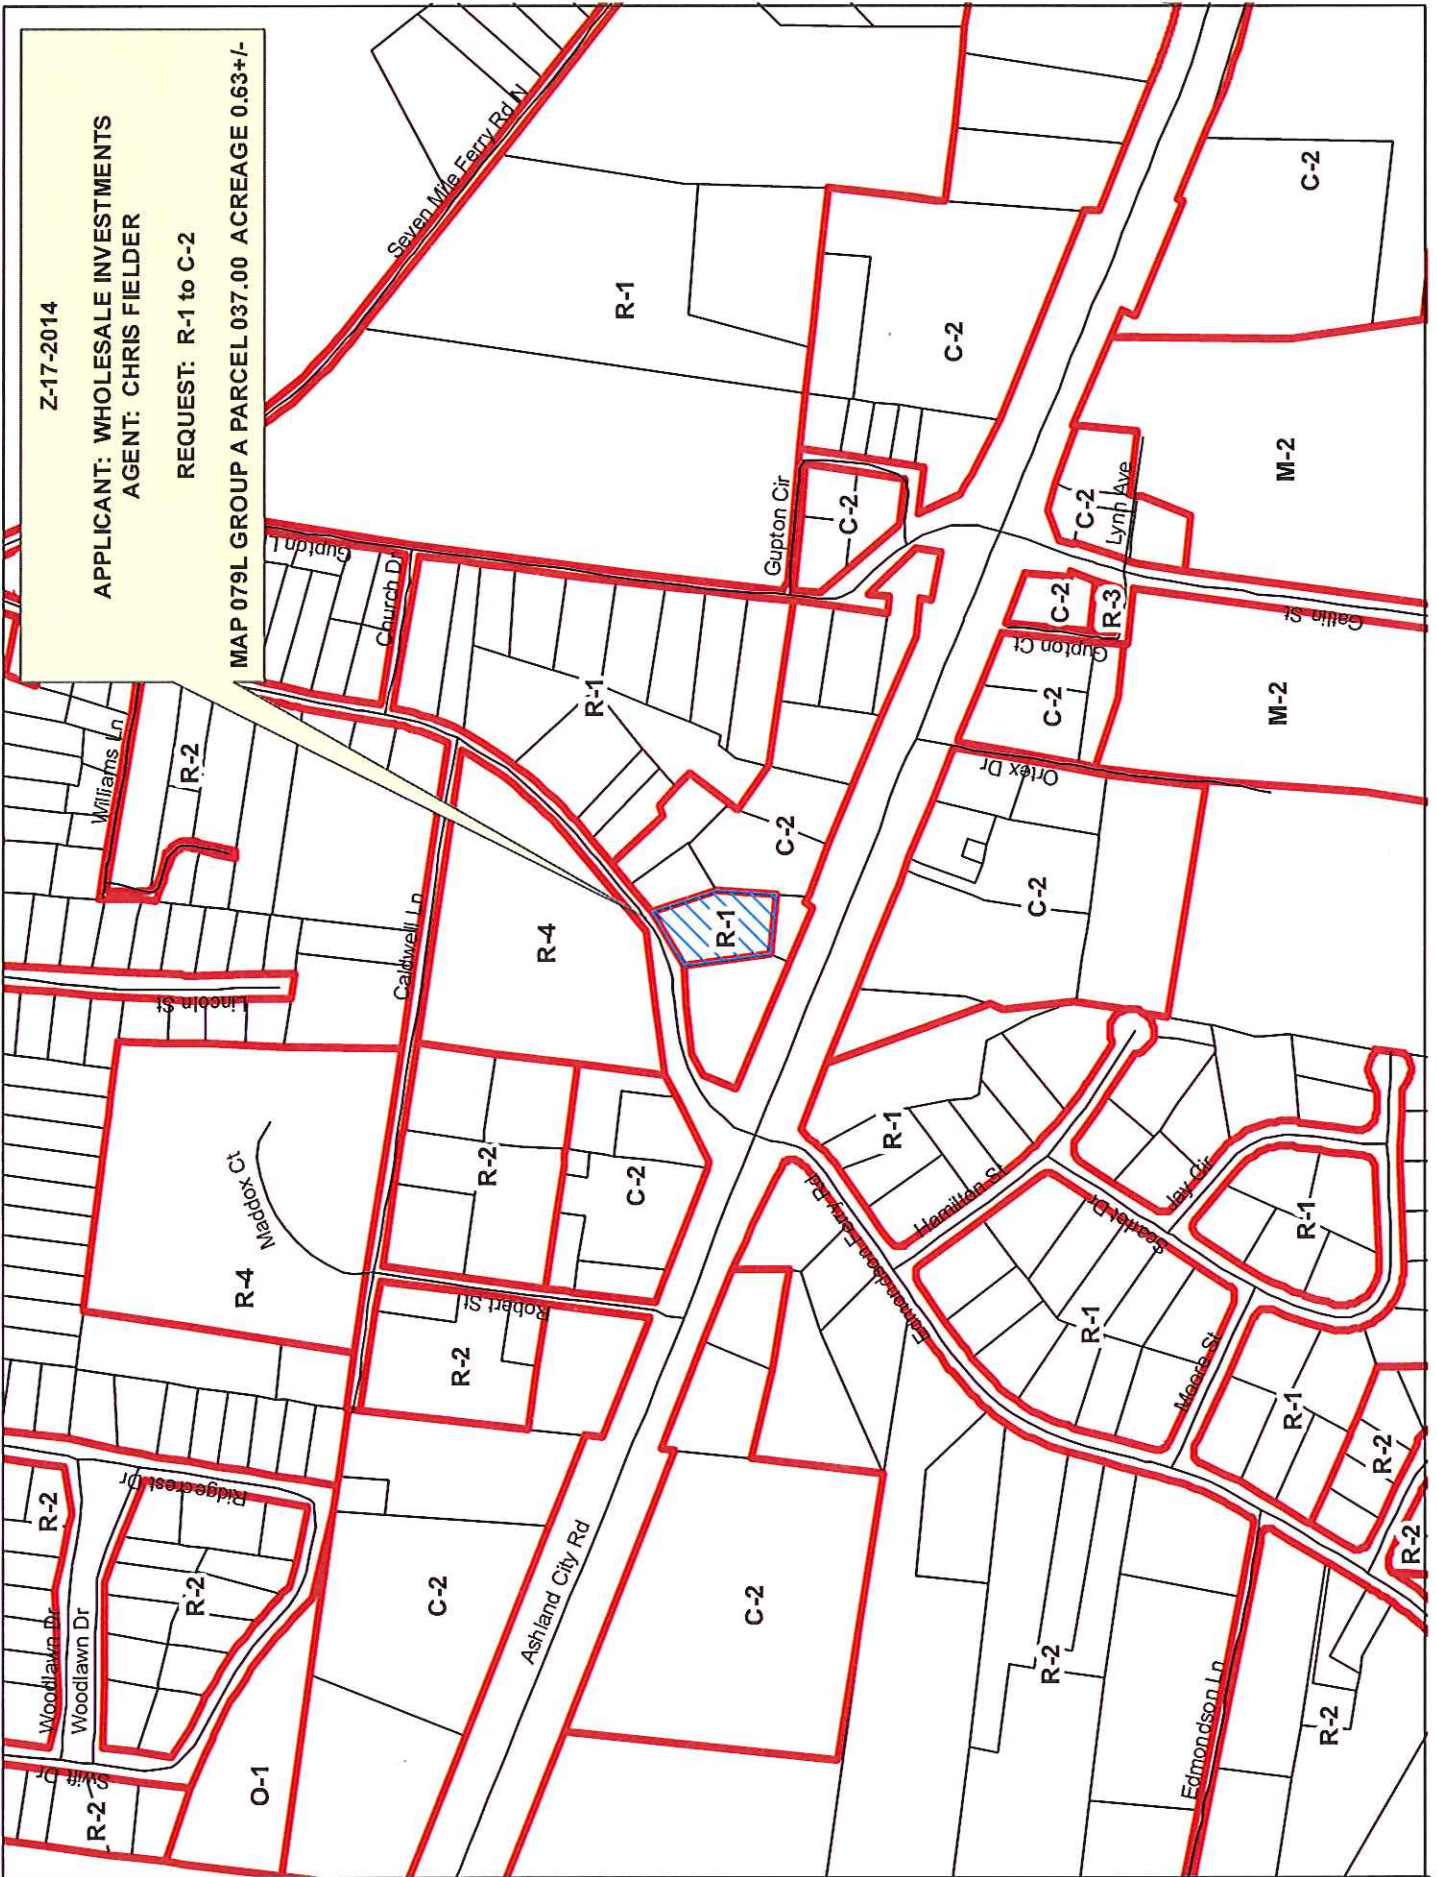 Z-17-2014
APPLICANT: WHOLESALE INVESTMENTS
AGENT: CHRIS FIELDER
REQUEST: R-1 to C-2
MAP 079L GROUP A PARCEL 037.00 ACREAGE 0.63+/-
Swift Dr
R-2
O-1
Woodlawn Dr
Woodlawn Dr
R-2
R-2
Ridgecrest Dr
C-2
Ashland City Rd
C-2
R-4
Maddox Ct
R-2
Robert St
R-2
C-2
Lincoln St
Caldwell Ln
R-4
Williams Ln
R-2
Church Dr
Gupton L
R-1
R-1
C-2
Seven Mile Ferry Rd N
R-1
Gupton Cir
C-2
C-2
C-2
C-2
Lynn Ave
M-2
C-2
R-3
Gupton Ct
C-2
Gatlin St
M-2
Ortex Dr
C-2
R-1
Hamilton St
Edmondson Ferry Rd
Scarlet Dr
Jay Cir
R-1
R-1
Moore St
R-1
R-2
R-2
R-2
Edmondson Ln
R-2